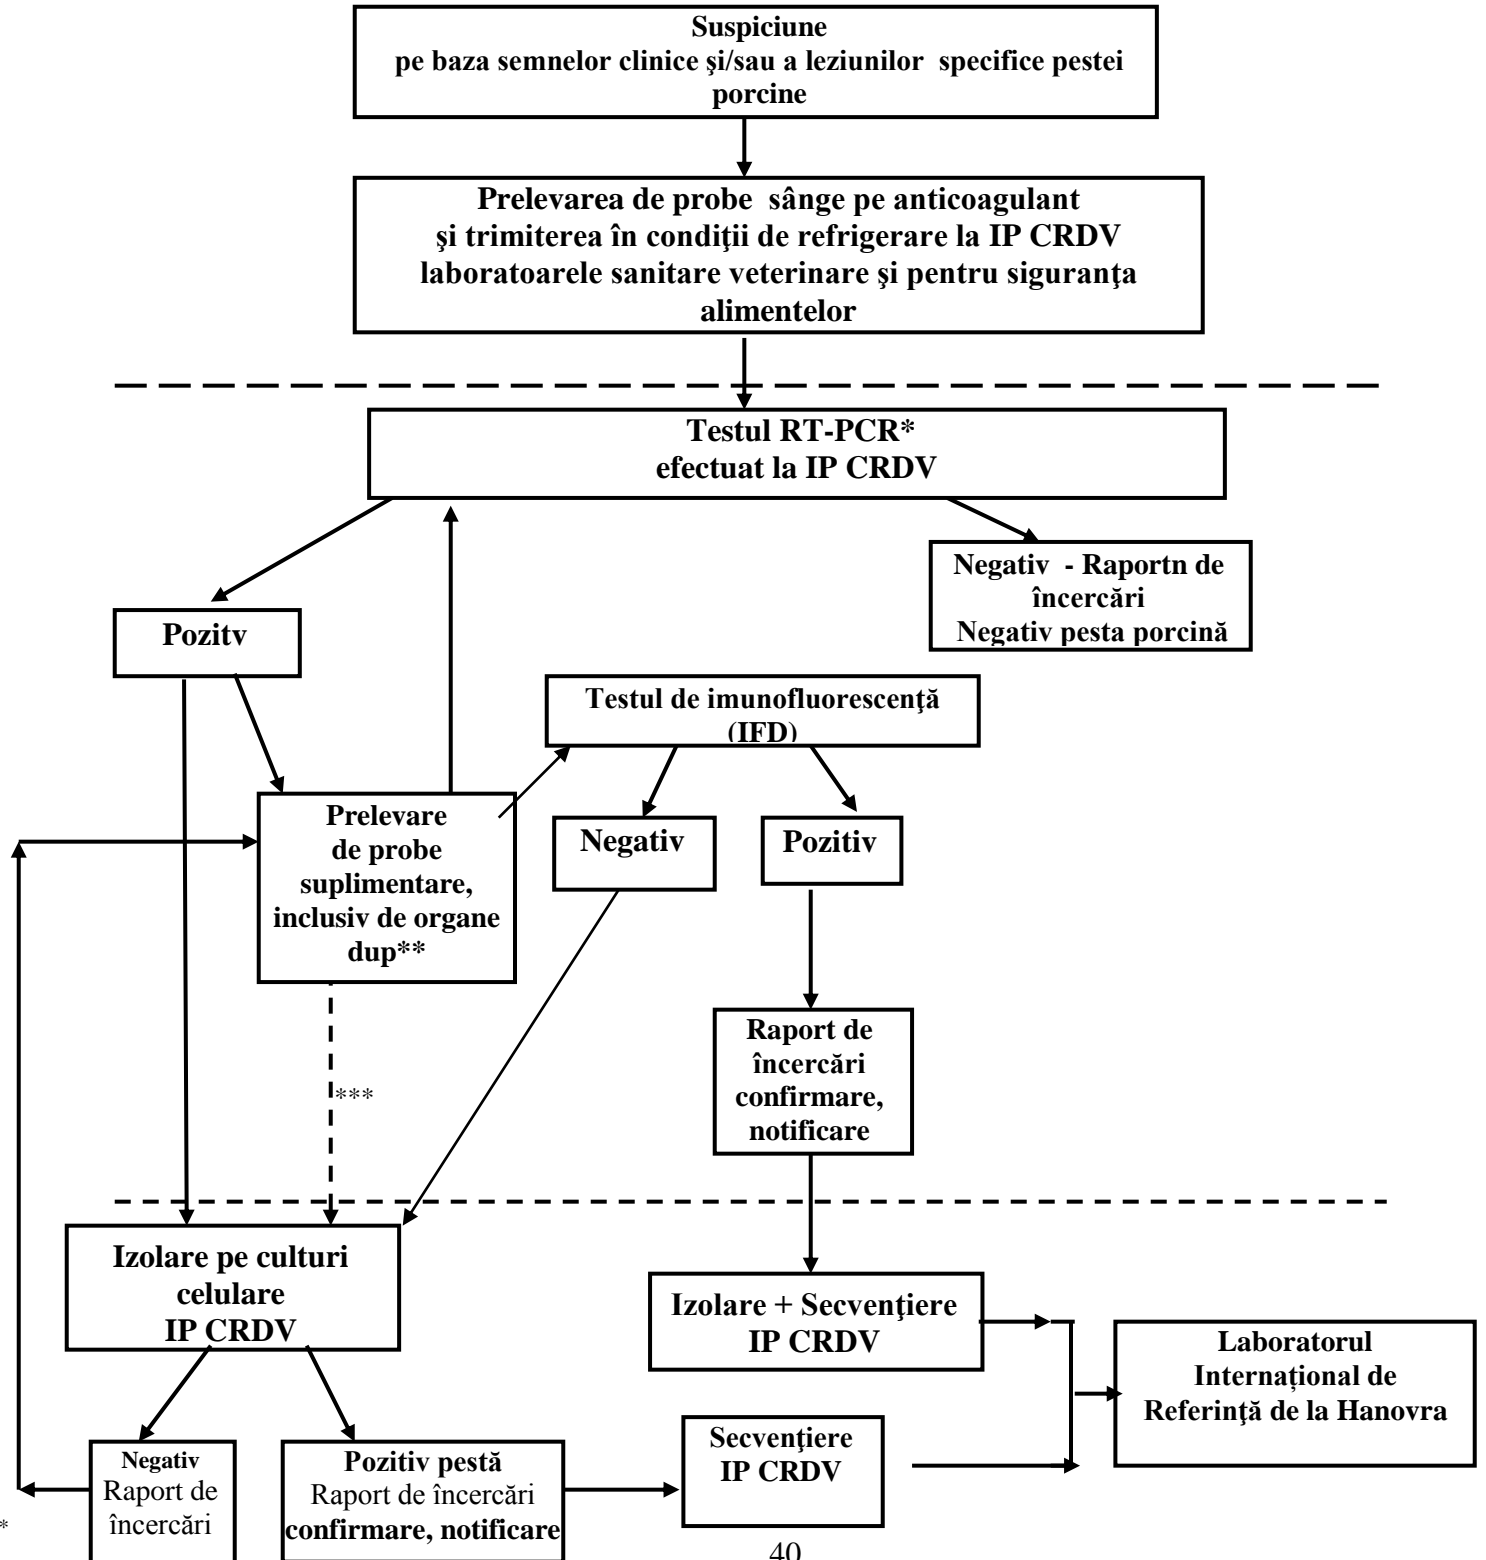 Suspiciune
pe baza semnelor clinice şi/sau a leziunilor specifice pestei
porcine
Prelevarea de probe sânge pe anticoagulant
şi trimiterea în condiţii de refrigerare la IP CRDV
laboratoarele sanitare veterinare şi pentru siguranţa
alimentelor
Testul RT-PCR*
efectuat la IP CRDV
Negativ - Raportn de
încercări
Negativ pesta porcină
Pozitv
Testul de imunofluorescenţă
(IFD)
Prelevare
de probe
suplimentare,
inclusiv de organe
dup**
Negativ
Pozitiv
Raport de
încercări
confirmare,
notificare
***
Izolare pe culturi
celulare
IP CRDV
Izolare + Secvenţiere
IP CRDV
Laboratorul
Internațional de
Referinţă de la Hanovra
Negativ
Raport de
încercări
Pozitiv pestă
Raport de încercări
confirmare, notificare
Secvenţiere
IP CRDV
*
40